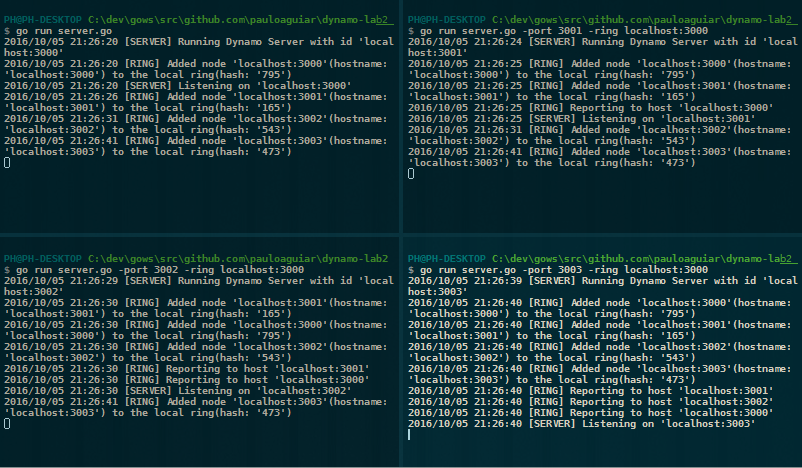 PH@PH-DESKTOP C:\dev\gows\src\github.com\pauloaguiar\dynamo-lab2
$ go run server.go
2016/10/05 21:26:20 [SERVER] Running Dynamo Server with id 'local
host:3000'
2016/10/05 21:26:20 [RING] Added node 'localhost:3000'(hostname:
'localhost:3000') to the local ring(hash: '795')
2016/10/05 21:26:20 [SERVER] Listening on 'localhost:3000'
2016/10/05 21:26:26 [RING] Added node 'localhost:3001'(hostname:
'localhost:3001') to the local ring(hash: '165')
2016/10/05 21:26:31 [RING] Added node 'localhost:3002'(hostname:
'localhost:3002') to the local ring(hash: '543')
2016/10/05 21:26:41 [RING] Added node 'localhost:3003'(hostname:
'localhost:3003') to the local ring(hash: '473')
PH@PH-DESKTOP C:\dev\gows\src\github.com\pauloaguiar\dynamo-lab2
$ go run server.go -port 3001 -ring localhost:3000
2016/10/05 21:26:24 [SERVER] Running Dynamo Server with id 'local
host:3001'
2016/10/05 21:26:25 [RING] Added node 'localhost:3000'(hostname:
'localhost:3000') to the local ring(hash: '795')
2016/10/05 21:26:25 [RING] Added node 'localhost:3001'(hostname:
'localhost:3001') to the local ring(hash: '165')
2016/10/05 21:26:25 [RING] Reporting to host 'localhost:3000'
2016/10/05 21:26:25 [SERVER] Listening on 'localhost:3001'
2016/10/05 21:26:31 [RING] Added node 'localhost:3002'(hostname:
'localhost:3002') to the local ring(hash: '543')
2016/10/05 21:26:41 [RING] Added node 'localhost:3003'(hostname:
'localhost:3003') to the local ring(hash: '473')
PH@PH-DESKTOP C:\dev\gows\src\github.com\pauloaguiar\dynamo-lab2
$ go run server.go -port 3002 -ring localhost:3000
2016/10/05 21:26:29 [SERVER] Running Dynamo Server with id 'local
host:3002'
2016/10/05 21:26:30 [RING] Added node 'localhost:3001'(hostname:
'localhost:3001') to the local ring(hash: '165')
2016/10/05 21:26:30 [RING] Added node 'localhost:3000'(hostname:
'localhost:3000') to the local ring(hash: '795')
2016/10/05 21:26:30 [RING] Added node 'localhost:3002'(hostname:
'localhost:3002') to the local ring(hash: '543')
2016/10/05 21:26:30 [RING] Reporting to host 'localhost:3001'
2016/10/05 21:26:30 [RING] Reporting to host 'localhost:3000'
2016/10/05 21:26:30 [SERVER] Listening on 'localhost:3002'
2016/10/05 21:26:41 [RING] Added node 'localhost:3003'(hostname:
'localhost:3003') to the local ring(hash: '473')
PH@PH-DESKTOP C:\dev\gows\src\github.com\pauloaguiar\dynamo-lab2
$ go run server.go -port 3003 -ring localhost:3000
2016/10/05 21:26:39 [SERVER] Running Dynamo Server with id 'local
host:3003'
2016/10/05 21:26:40 [RING] Added node 'localhost:3000'(hostname:
'localhost:3000') to the local ring(hash: '795')
2016/10/05 21:26:40 [RING] Added node 'localhost:3001'(hostname:
'localhost:3001') to the local ring(hash: '165')
2016/10/05 21:26:40 [RING] Added node 'localhost:3002'(hostname:
'localhost:3002') to the local ring(hash: '543')
2016/10/05 21:26:40 [RING] Added node 'localhost:3003'(hostname:
'localhost:3003') to the local ring(hash: '473')
2016/10/05 21:26:40 [RING] Reporting to host 'localhost:3001'
2016/10/05 21:26:40 [RING] Reporting to host 'localhost:3002'
2016/10/05 21:26:40 [RING] Reporting to host 'localhost:3000'
2016/10/05 21:26:40 [SERVER] Listening on 'localhost:3003'